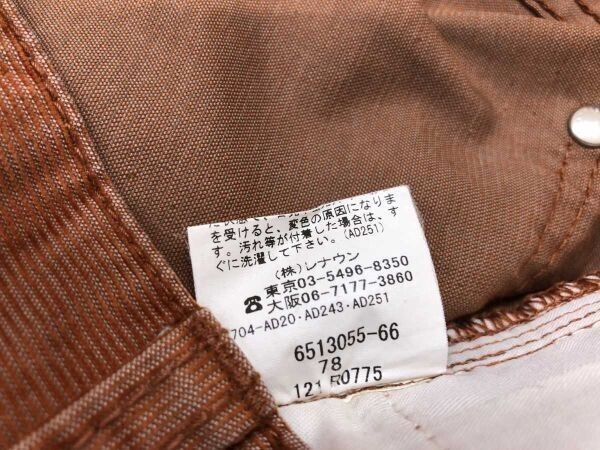 を受けると、変色の原因になりま
す。汚れ等が付着した場合は、す
ぐに洗濯して下さい。(AD251)
(株)レナウン
東京03-5496-8350
☎大阪06-7177-3860
704-AD20・AD243・AD251
6513055-66
78
121 R0775